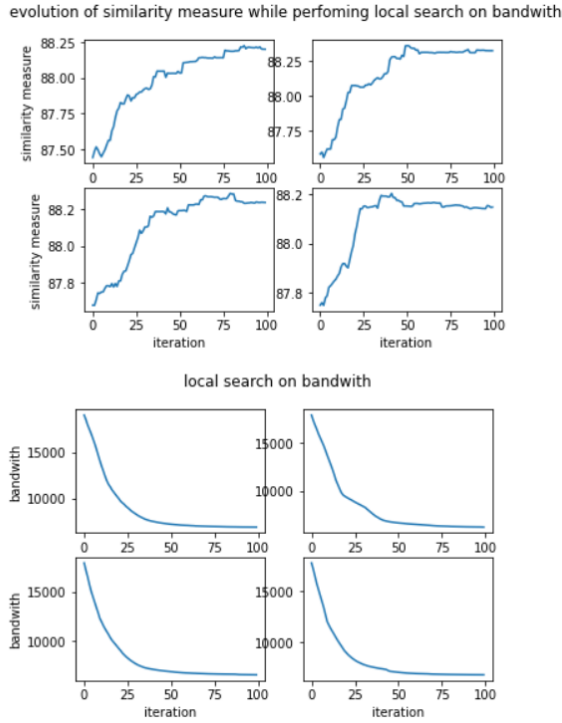 evolution of similarity measure while perfoming local search on bandwith
similarity measure
88.25
88.00
87.75
87.50
0 25 50 75 100
88.25
88.00
87.75
0 25 50 75 100
similarity measure
88.2
88.0
87.8
0 25 50 75 100
iteration
88.2
88.0
87.8
0 25 50 75 100
iteration
local search on bandwith
bandwith
15000
10000
0 25 50 75 100
15000
10000
0 25 50 75 100
bandwith
15000
10000
0 25 50 75 100
iteration
15000
10000
0 25 50 75 100
iteration